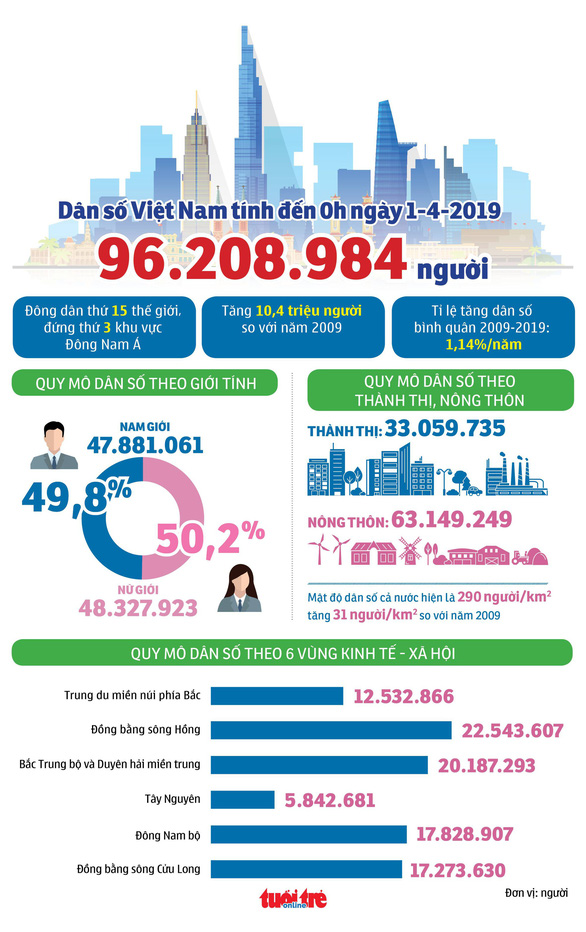 Dân số Việt Nam tính đến 0h ngày 1-4-2019
96.208.984 người
Đông dân thứ 15 thế giới,
đứng thứ 3 khu vực
Đông Nam Á
Tăng 10,4 triệu người
so với năm 2009
Tỉ lệ tăng dân số
bình quân 2009-2019:
1,14%/năm
QUY MÔ DÂN SỐ THEO GIỚI TÍNH
NAM GIỚI
47.881.061
49,8%
50,2%
NỮ GIỚI
48.327.923
QUY MÔ DÂN SỐ THEO
THÀNH THỊ, NÔNG THÔN
THÀNH THỊ: 33.059.735
NÔNG THÔN: 63.149.249
Mật độ dân số cả nước hiện là 290 người/km²
tăng 31 người/km² so với năm 2009
QUY MÔ DÂN SỐ THEO 6 VÙNG KINH TẾ - XÃ HỘI
Trung du miền núi phía Bắc 12.532.866
Đồng bằng sông Hồng 22.543.607
Bắc Trung bộ và Duyên hải miền trung 20.187.293
Tây Nguyên 5.842.681
Đông Nam bộ 17.828.907
Đồng bằng sông Cửu Long 17.273.630
tuổi trẻ
online
Đơn vị: người